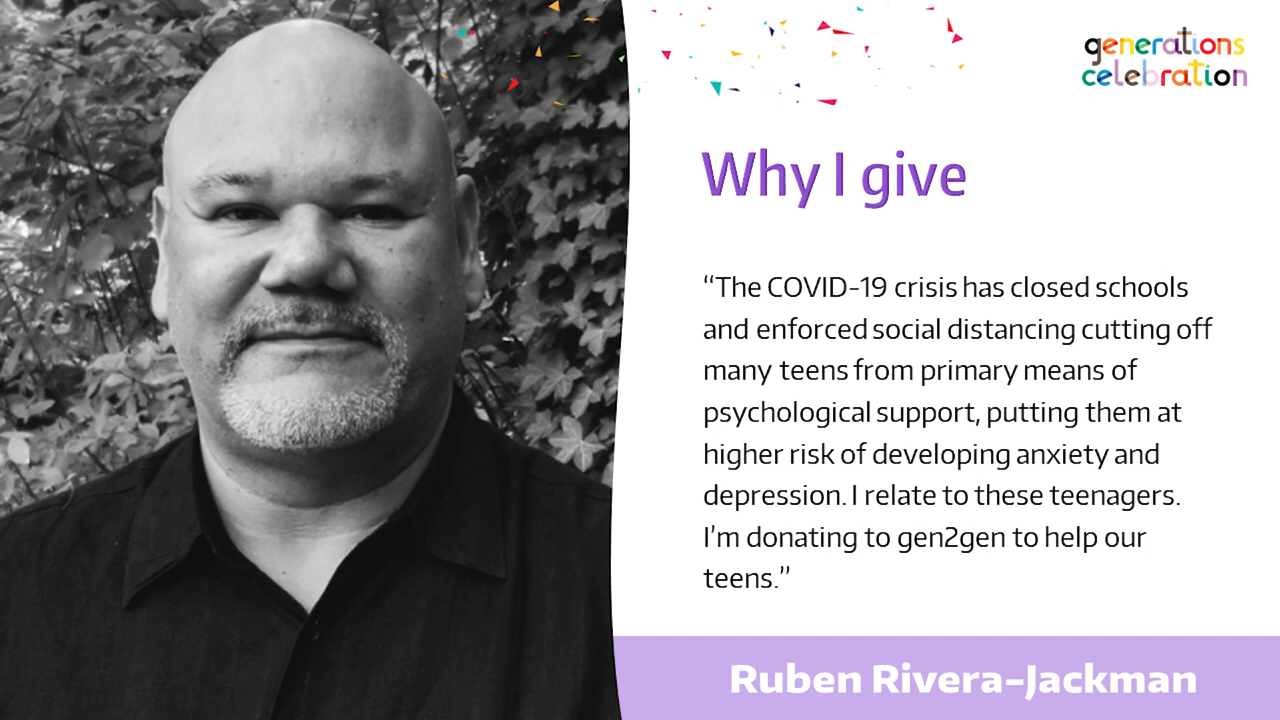 generations
celebration
Why I give
“The COVID-19 crisis has closed schools
and enforced social distancing cutting off
many teens from primary means of
psychological support, putting them at
higher risk of developing anxiety and
depression. I relate to these teenagers.
I’m donating to gen2gen to help our
teens.”
Ruben Rivera-Jackman